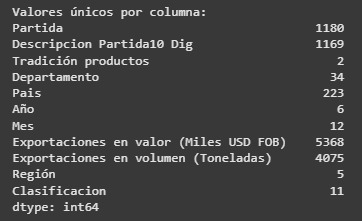 Valores únicos por columna:
Partida 1180
Descripcion Partida10 Dig 1169
Tradición productos 2
Departamento 34
Pais 223
Año 6
Mes 12
Exportaciones en valor (Miles USD FOB) 5368
Exportaciones en volumen (Toneladas) 4075
Región 5
Clasificacion 11
dtype: int64